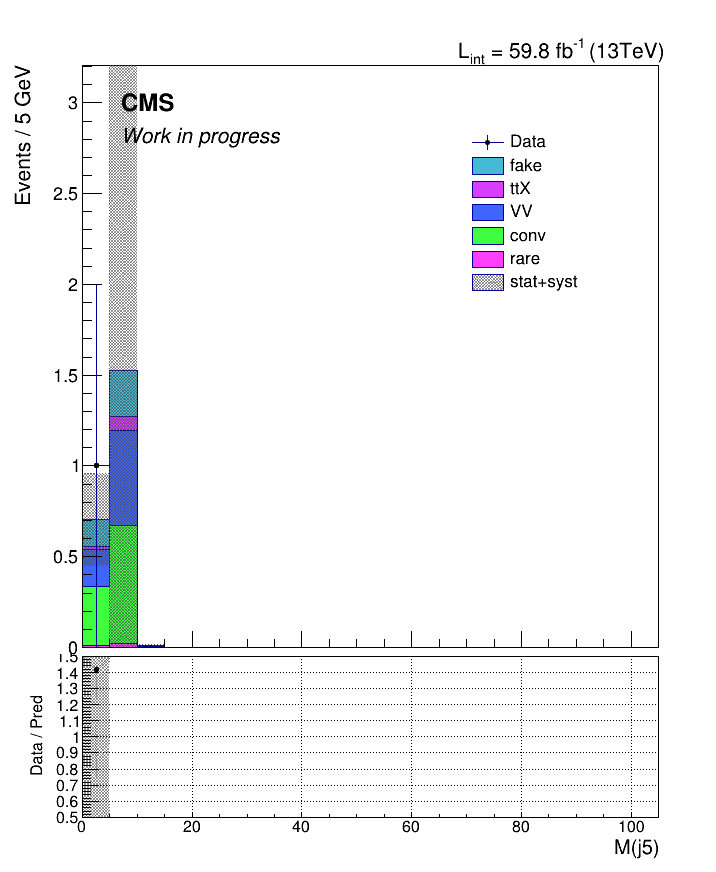 L_int = 59.8 fb^-1 (13TeV)
Events / 5 GeV
CMS
Work in progress
Data
fake
ttX
VV
conv
rare
stat+syst
3
2.5
2
1.5
1
0.5
0
Data / Pred
1.5
1.4
1.3
1.2
1.1
1
0.9
0.8
0.7
0.6
0.5
0 20 40 60 80 100
M(j5)